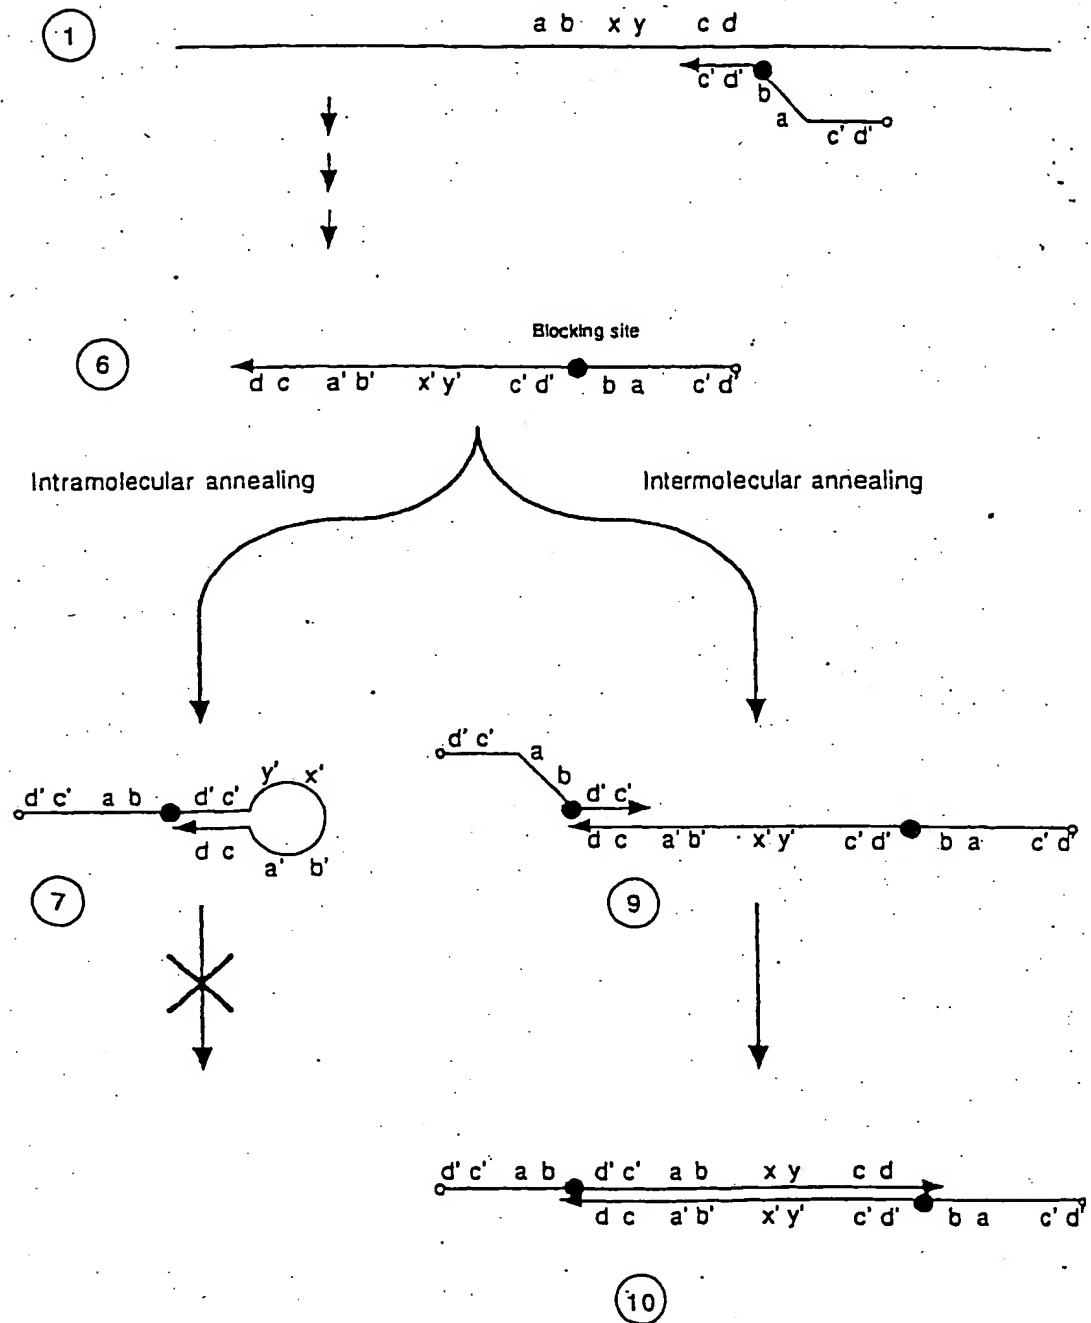 1
a b x y c d
c' d'
b
a
c' d'
Blocking site
6
d c a' b' x' y' c' d' b a c' d'
Intramolecular annealing
Intermolecular annealing
d' c' a b d' c' y' x'
d c a' b'
7
d' c' a b d' c'
d c a' b' x' y' c' d' b a c' d'
9
d' c' a b d' c' a b x y c d
d c a' b' x' y' c' d' b a c' d'
10